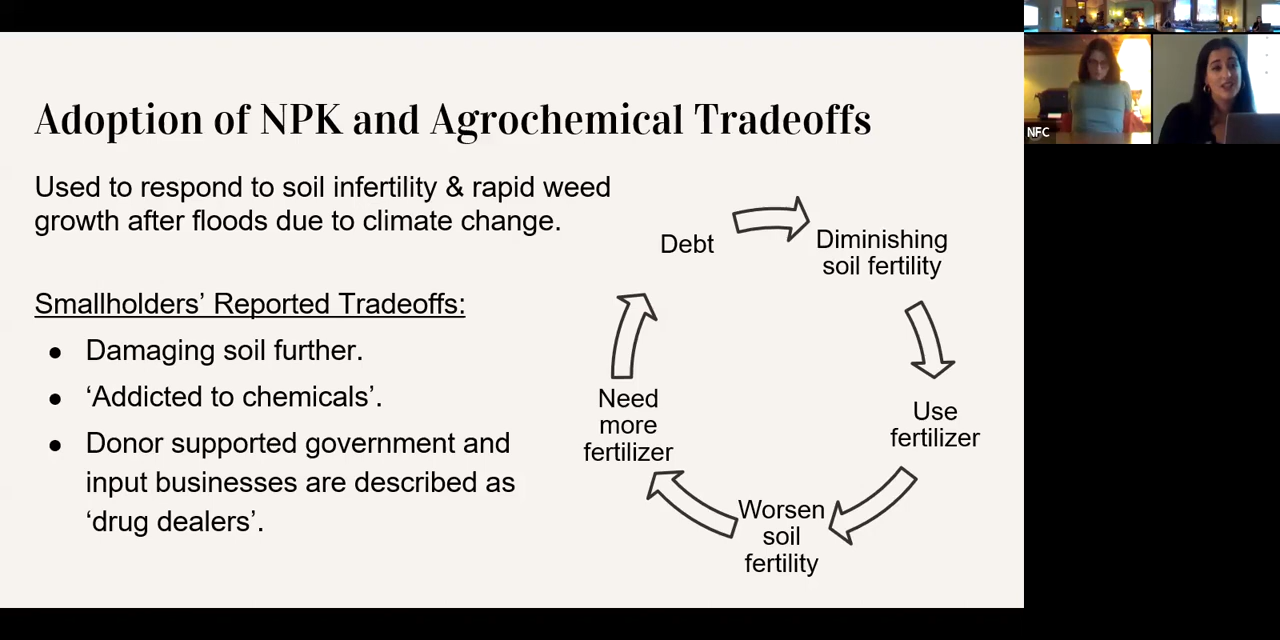 Adoption of NPK and Agrochemical Tradeoffs
Used to respond to soil infertility & rapid weed
growth after floods due to climate change.
Smallholders’ Reported Tradeoffs:
● Damaging soil further.
● ‘Addicted to chemicals’.
● Donor supported government and
input businesses are described as
‘drug dealers’.
Debt
Diminishing
soil fertility
Use
fertilizer
Worsen
soil
fertility
Need
more
fertilizer
NFC